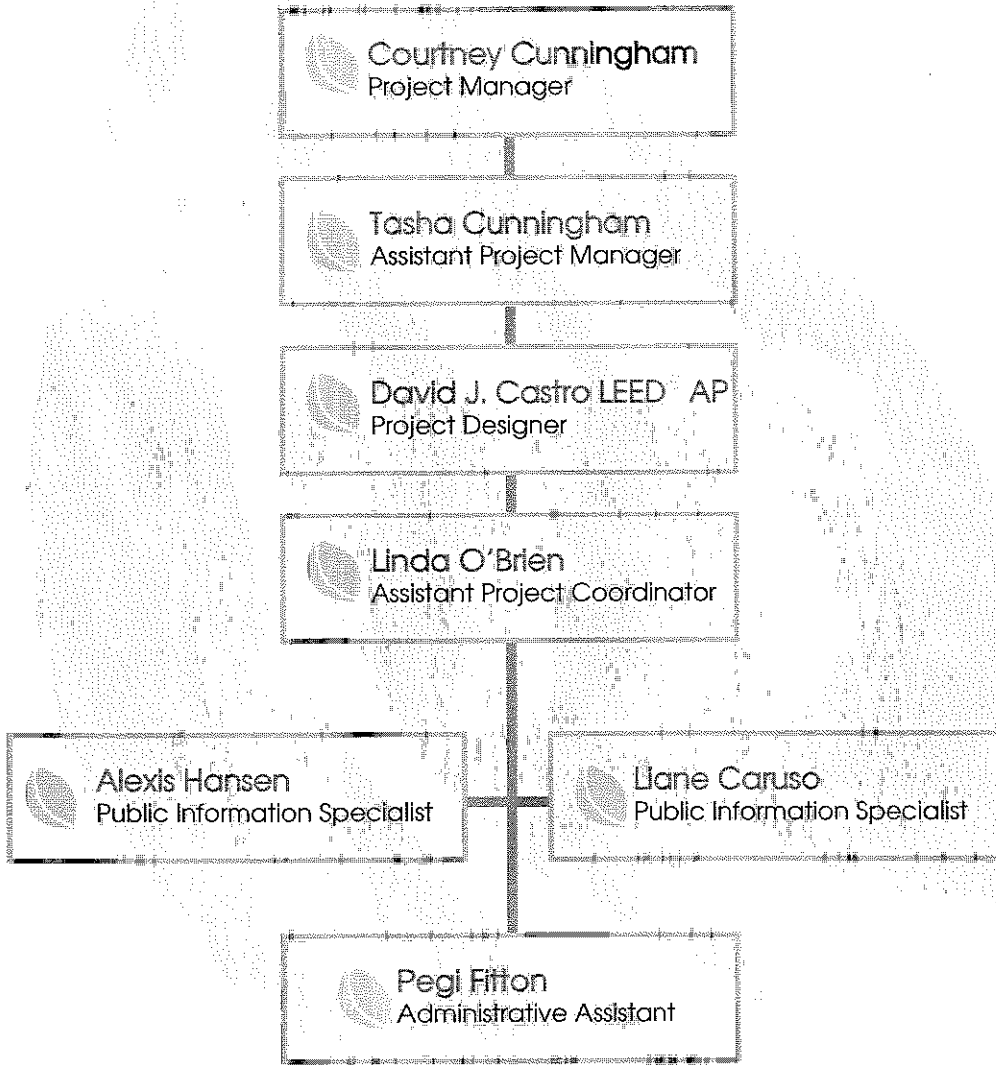 Courtney Cunningham
Project Manager
Tasha Cunningham
Assistant Project Manager
David J. Castro LEED AP
Project Designer
Linda O'Brien
Assistant Project Coordinator
Alexis Hansen
Public Information Specialist
Liane Caruso
Public Information Specialist
Pegi Fitton
Administrative Assistant